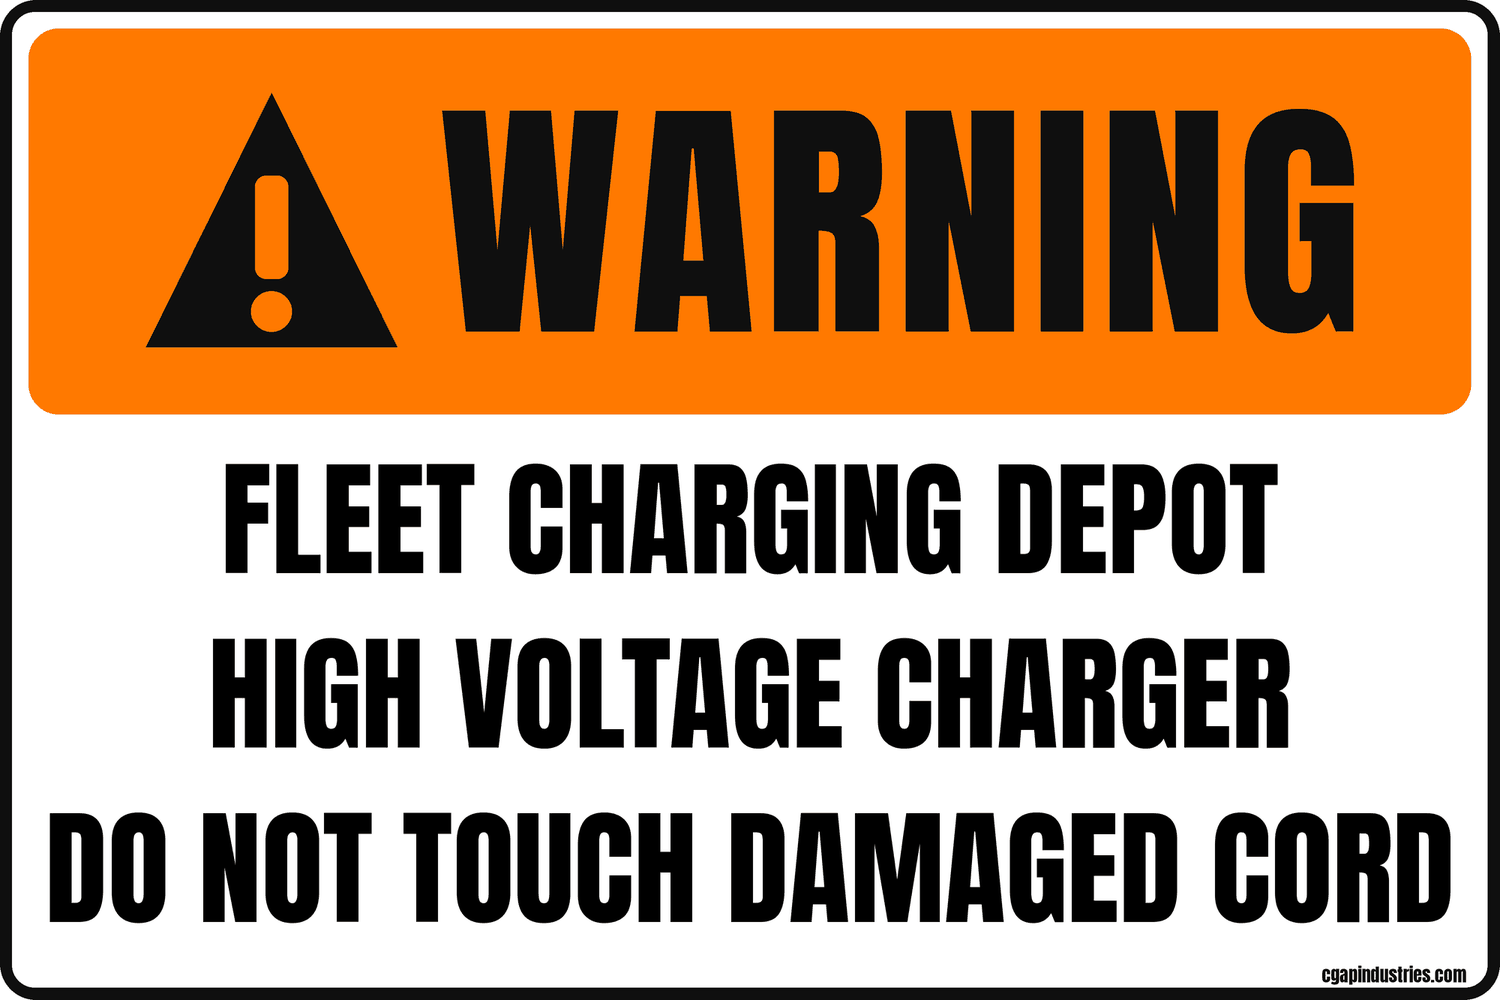 WARNING
FLEET CHARGING DEPOT
HIGH VOLTAGE CHARGER
DO NOT TOUCH DAMAGED CORD
cgapindustries.com